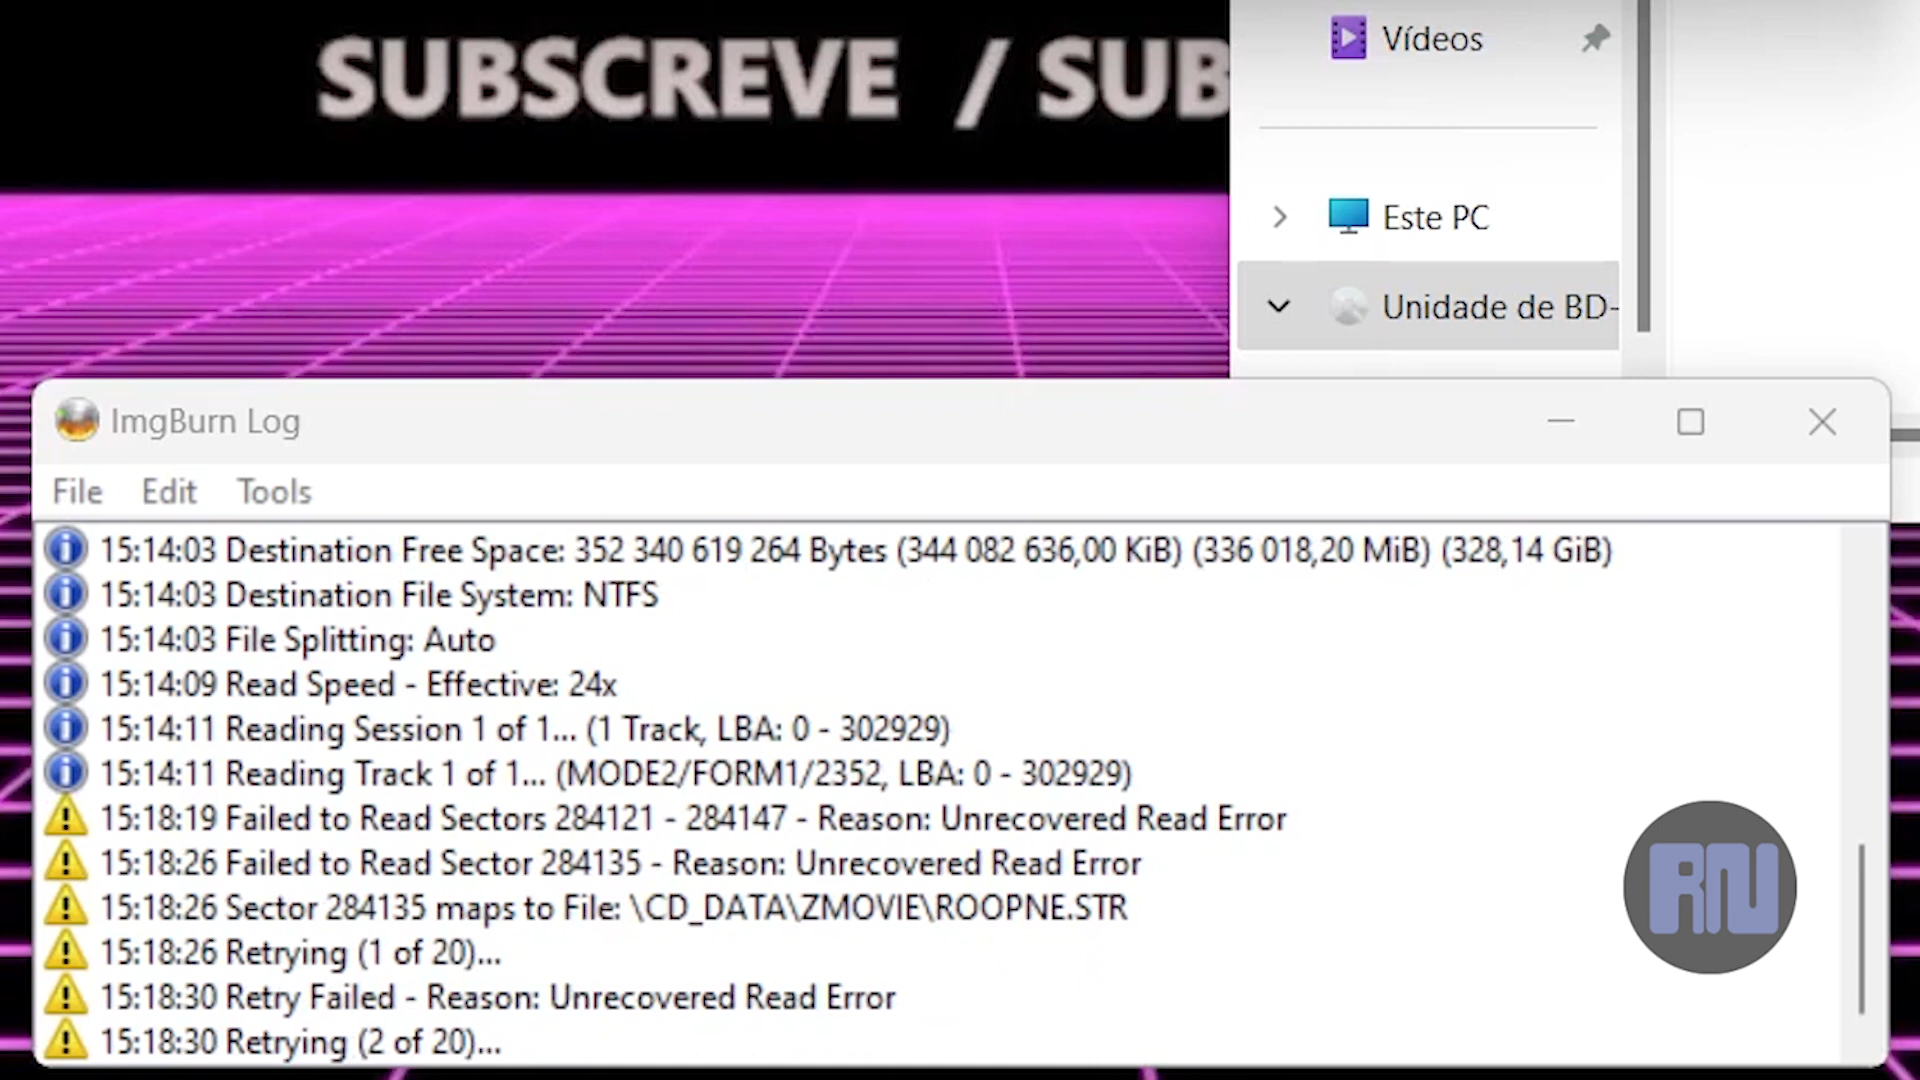 SUBSCREVE / SUB
Vídeos
Este PC
Unidade de BD-
ImgBurn Log
File Edit Tools
15:14:03 Destination Free Space: 352 340 619 264 Bytes (344 082 636,00 KiB) (336 018,20 MiB) (328,14 GiB)
15:14:03 Destination File System: NTFS
15:14:03 File Splitting: Auto
15:14:09 Read Speed - Effective: 24x
15:14:11 Reading Session 1 of 1... (1 Track, LBA: 0 - 302929)
15:14:11 Reading Track 1 of 1... (MODE2/FORM1/2352, LBA: 0 - 302929)
15:18:19 Failed to Read Sectors 284121 - 284147 - Reason: Unrecovered Read Error
15:18:26 Failed to Read Sector 284135 - Reason: Unrecovered Read Error
15:18:26 Sector 284135 maps to File: \CD_DATA\ZMOVIE\ROOPNE.STR
15:18:26 Retrying (1 of 20)...
15:18:30 Retry Failed - Reason: Unrecovered Read Error
15:18:30 Retrying (2 of 20)...
RN